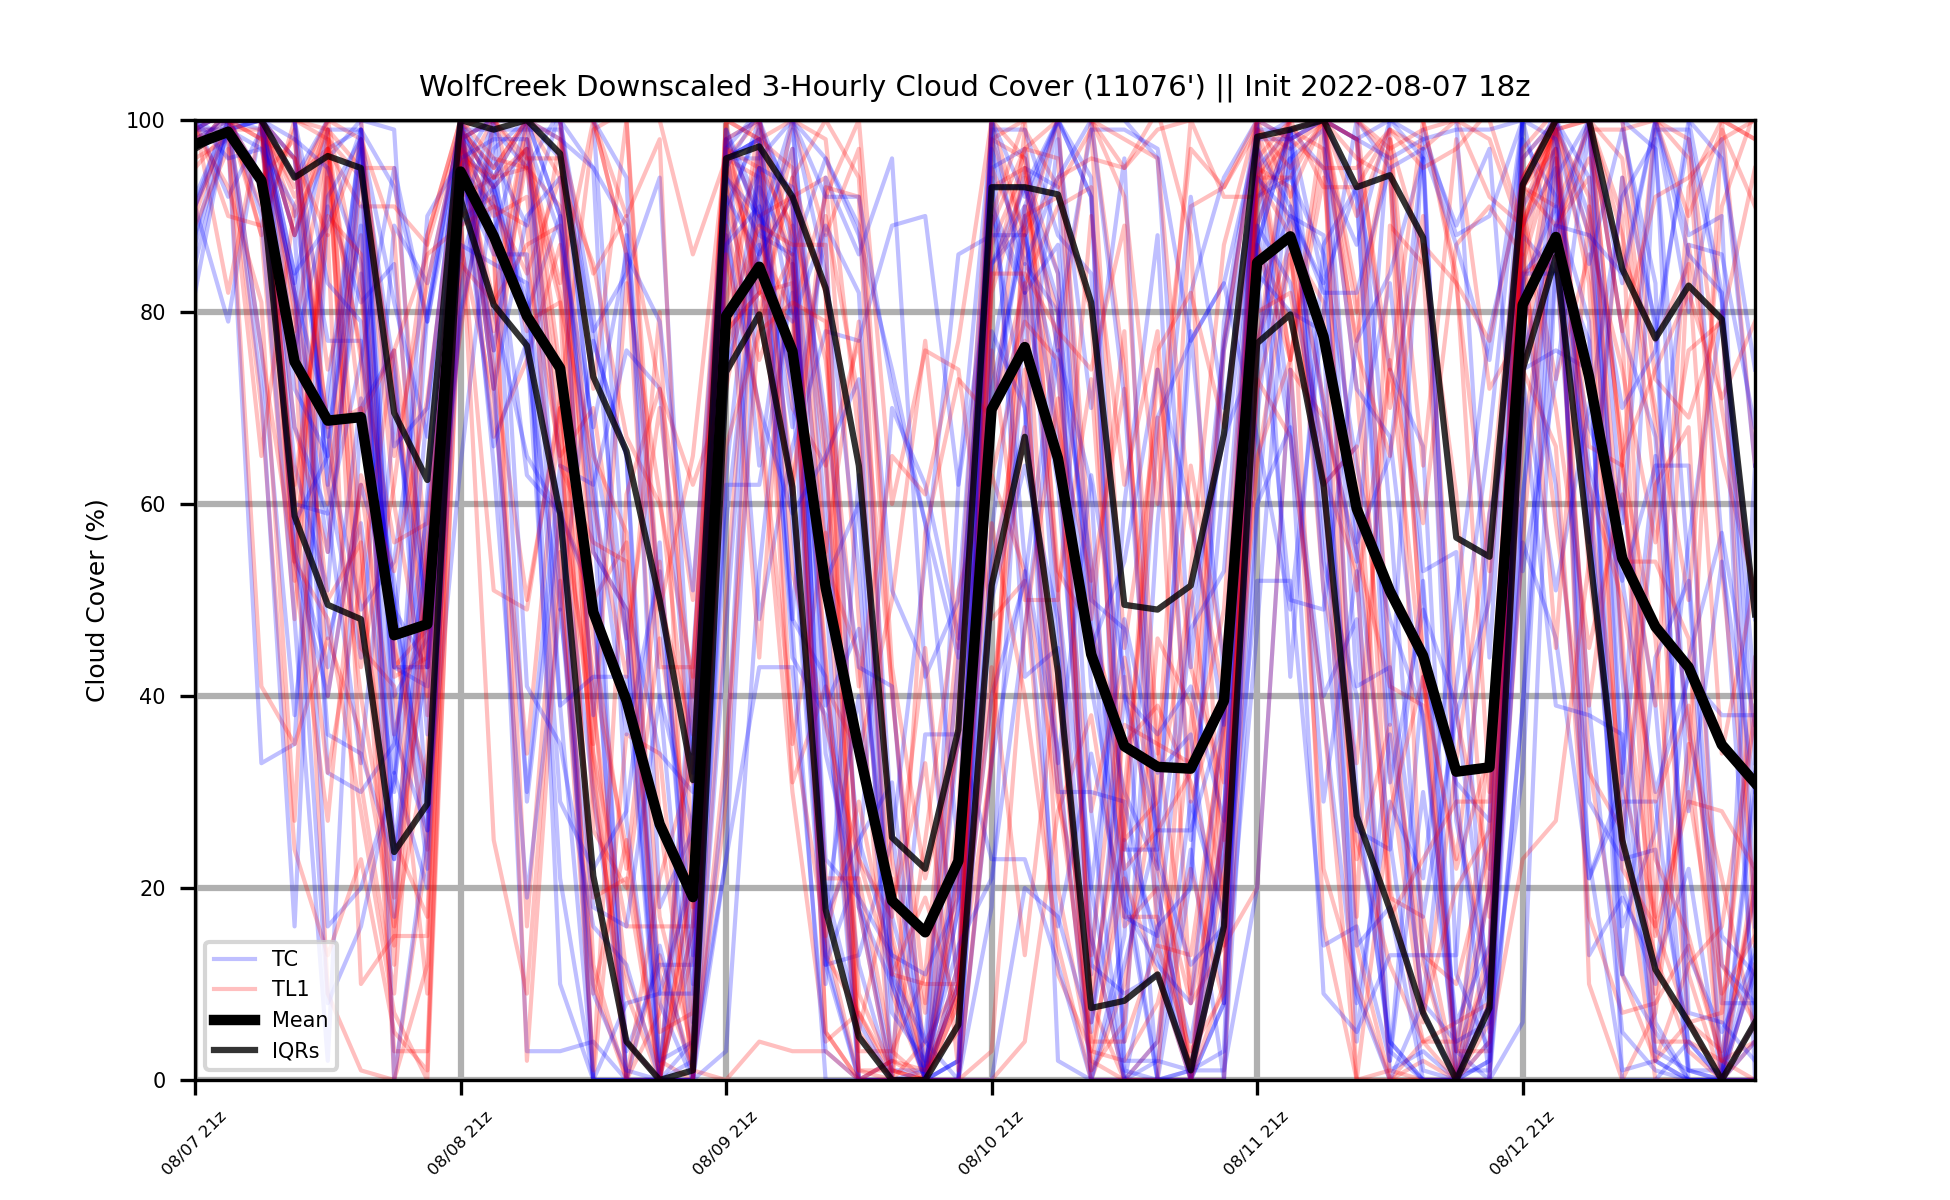 WolfCreek Downscaled 3-Hourly Cloud Cover (11076') || Init 2022-08-07 18z
Cloud Cover (%)
100
80
60
40
20
0
TC
TL1
Mean
IQRs
08/07 21z
08/08 21z
08/09 21z
08/10 21z
08/11 21z
08/12 21z